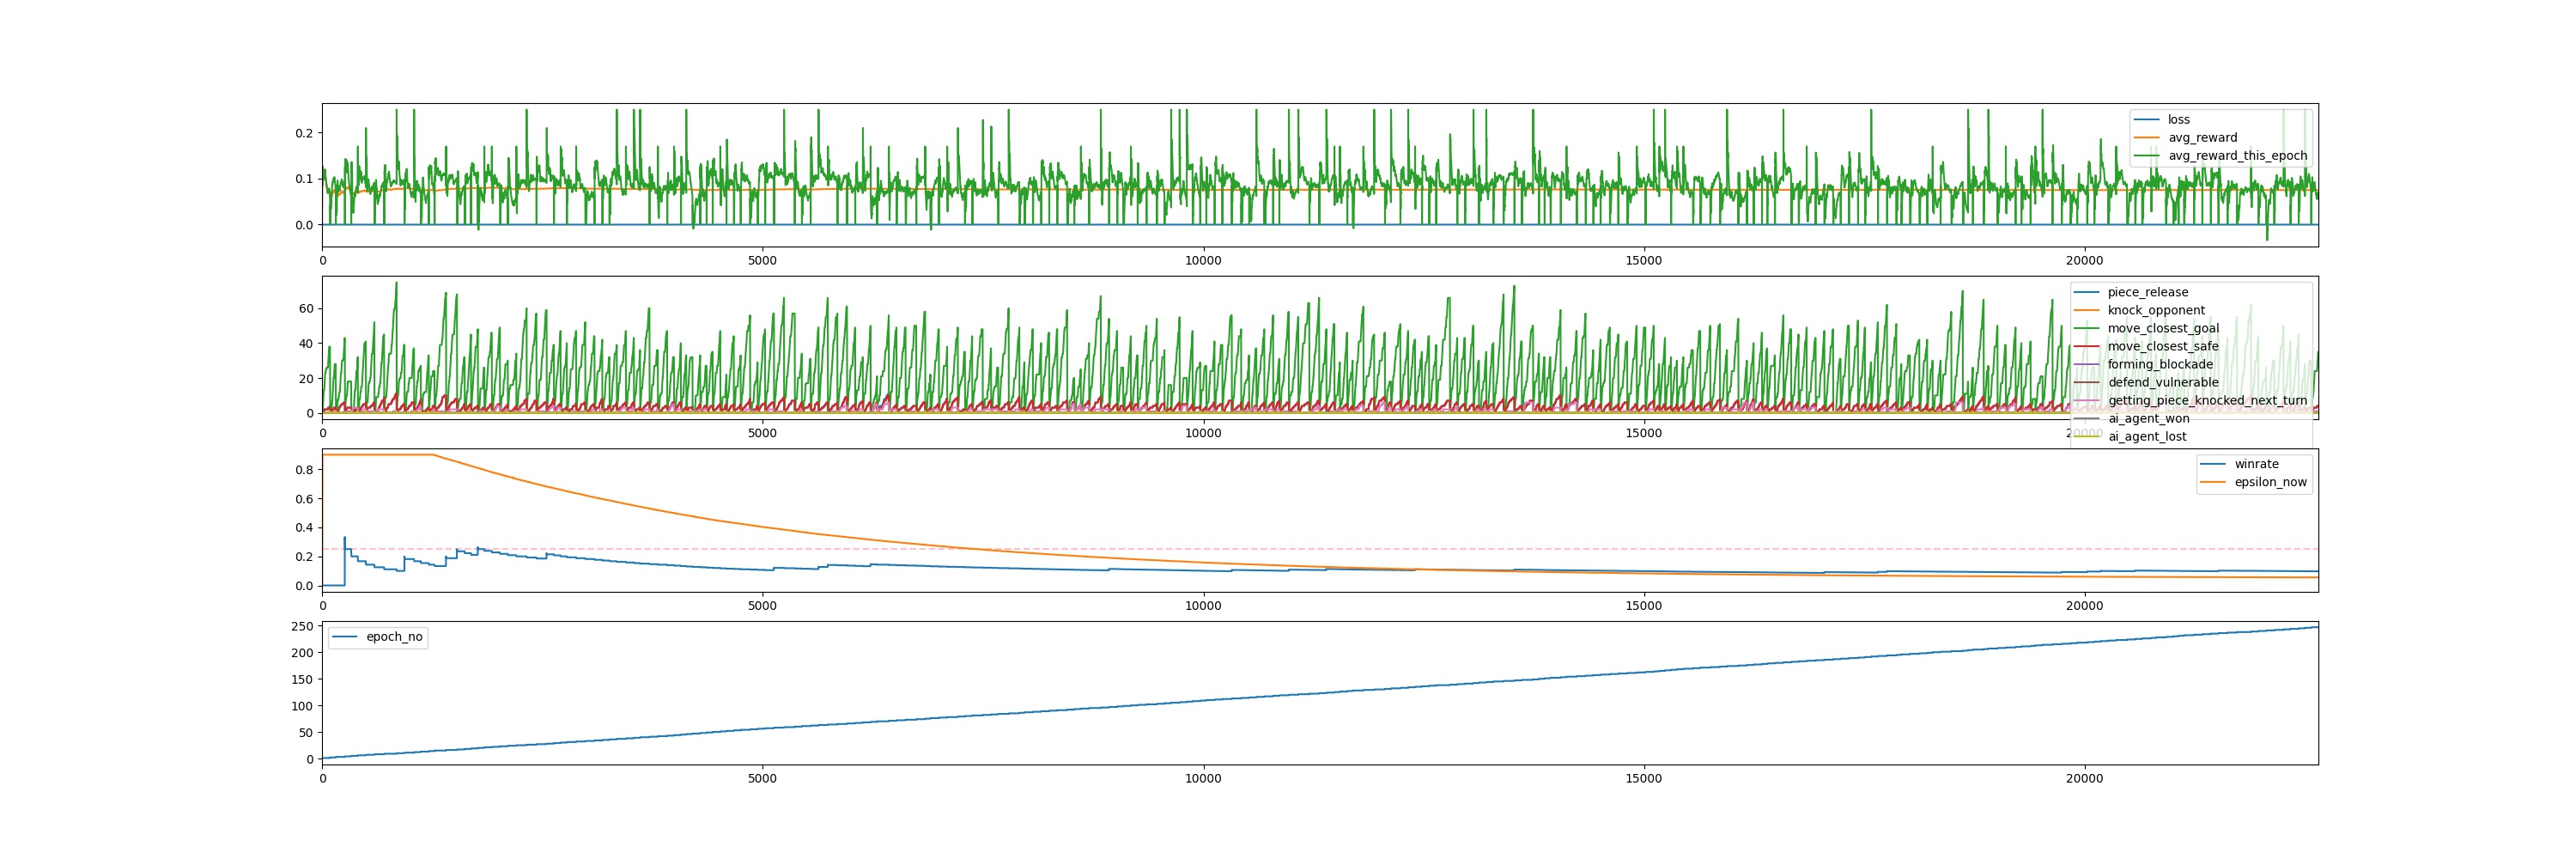 0.2
0.1
0.0
loss
avg_reward
avg_reward_this_epoch
0 5000 10000 15000 20000
60
40
20
0
piece_release
knock_opponent
move_closest_goal
move_closest_safe
forming_blockade
defend_vulnerable
getting_piece_knocked_next_turn
ai_agent_won
ai_agent_lost
0 5000 10000 15000 20000
0.8
0.6
0.4
0.2
0.0
winrate
epsilon_now
0 5000 10000 15000 20000
250
200
150
100
50
0
epoch_no
0 5000 10000 15000 20000